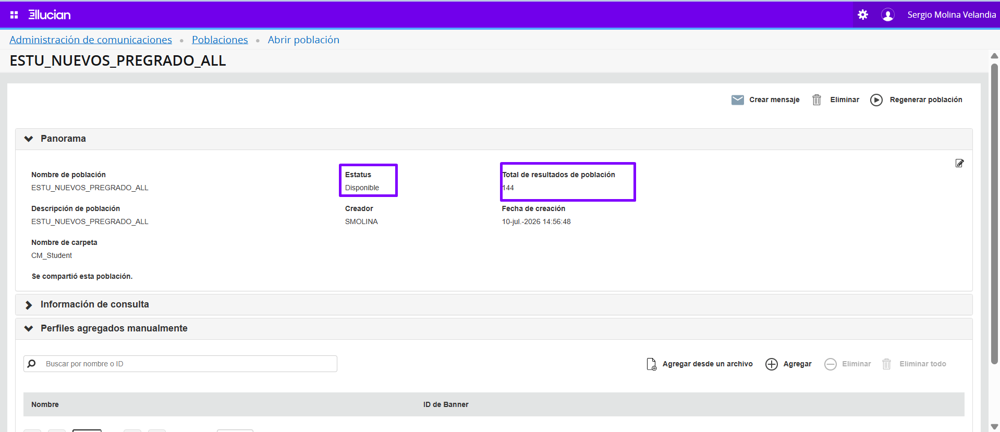 Ellucian
Sergio Molina Velandia
Administración de comunicaciones • Poblaciones • Abrir población
ESTU_NUEVOS_PREGRADO_ALL
Crear mensaje Eliminar Regenerar población
Panorama
Nombre de población Estatus Total de resultados de población
ESTU_NUEVOS_PREGRADO_ALL Disponible 144
Descripción de población Creador Fecha de creación
ESTU_NUEVOS_PREGRADO_ALL SMOLINA 10-jul.-2026 14:56:48
Nombre de carpeta
CM_Student
Se compartió esta población.
Información de consulta
Perfiles agregados manualmente
Buscar por nombre o ID Agregar desde un archivo Agregar Eliminar Eliminar todo
Nombre ID de Banner